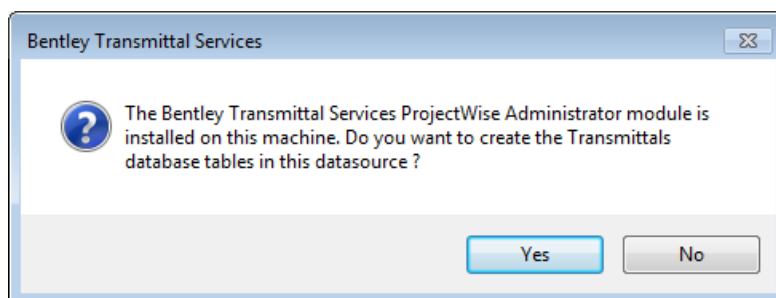 Bentley Transmittal Services
The Bentley Transmittal Services ProjectWise Administrator module is
installed on this machine. Do you want to create the Transmittals
database tables in this datasource ?
Yes
No